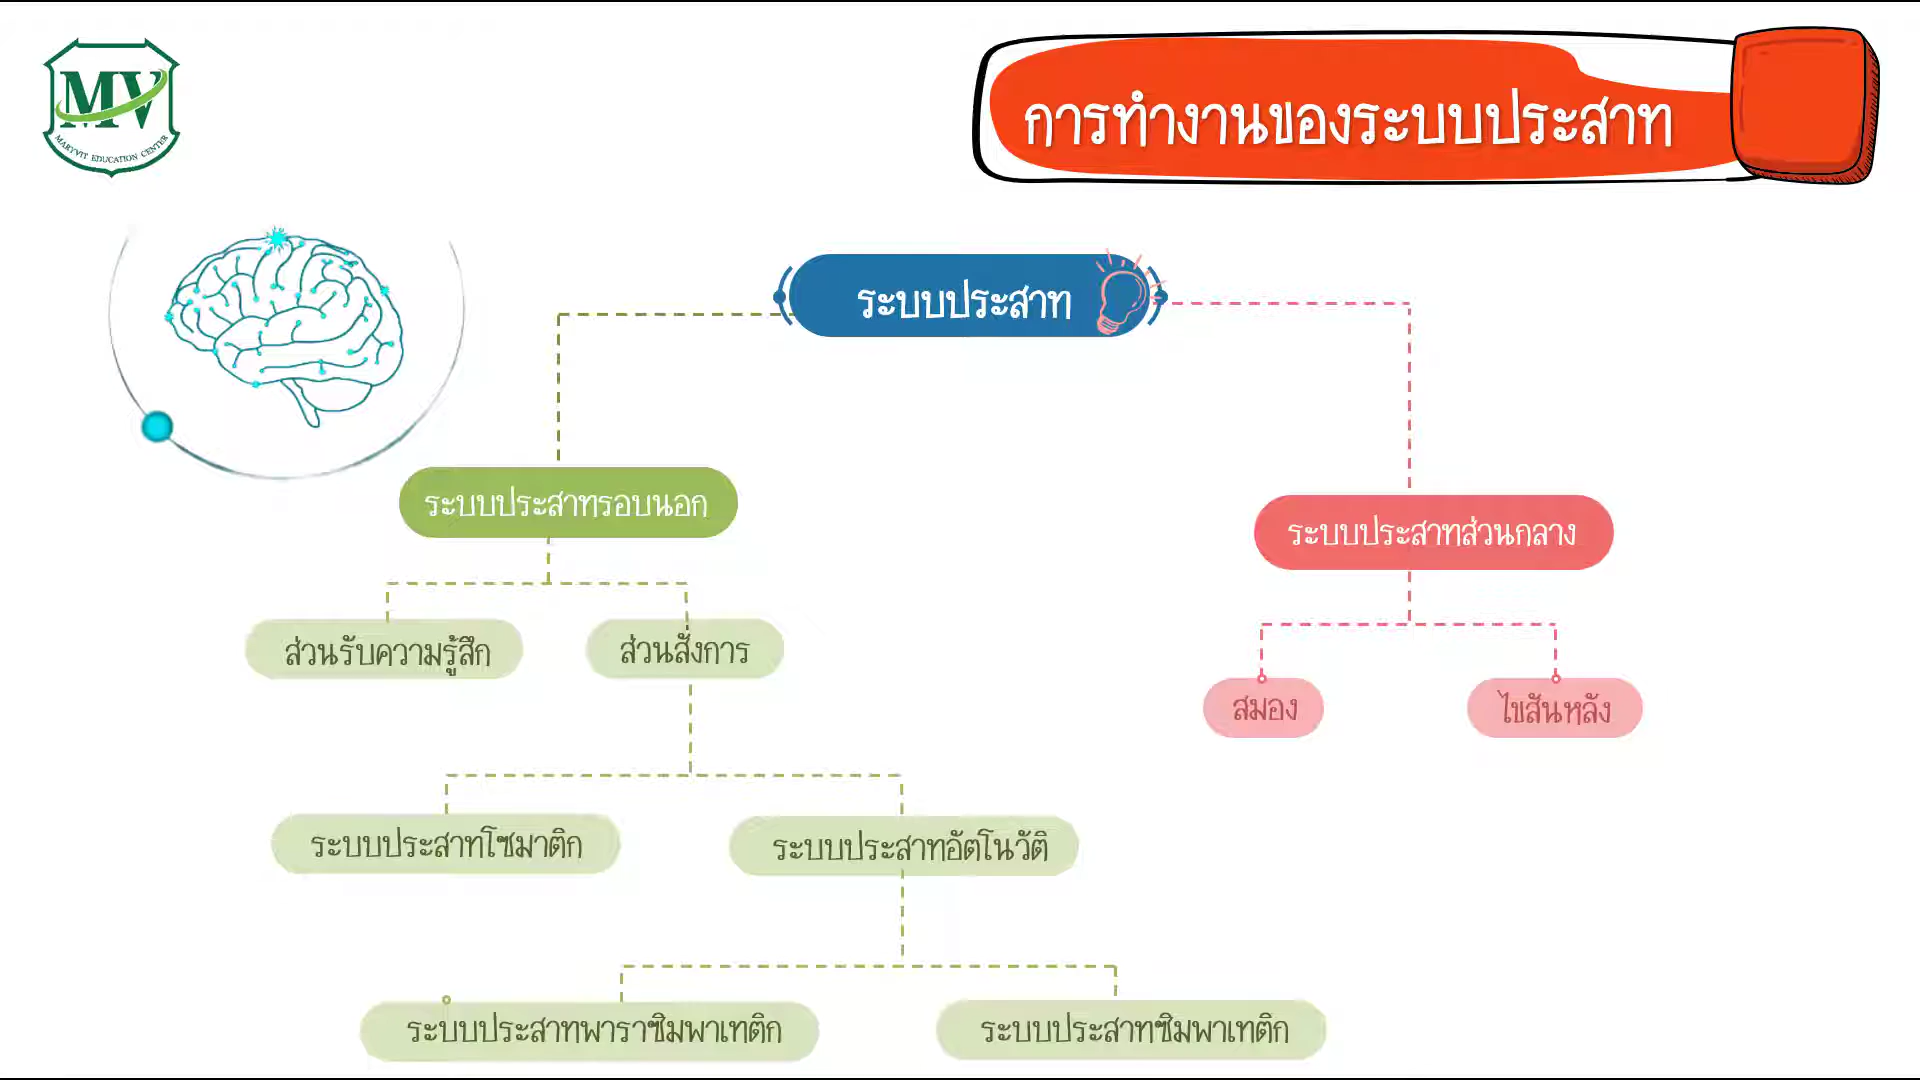 MV
MARYVIT EDUCATION CENTER
การทำงานของระบบประสาท
ระบบประสาท
ระบบประสาทรอบนอก
ระบบประสาทส่วนกลาง
ส่วนรับความรู้สึก
ส่วนสั่งการ
สมอง
ไขสันหลัง
ระบบประสาทโซมาติก
ระบบประสาทอัตโนวัติ
ระบบประสาทพาราซิมพาเทติก
ระบบประสาทซิมพาเทติก